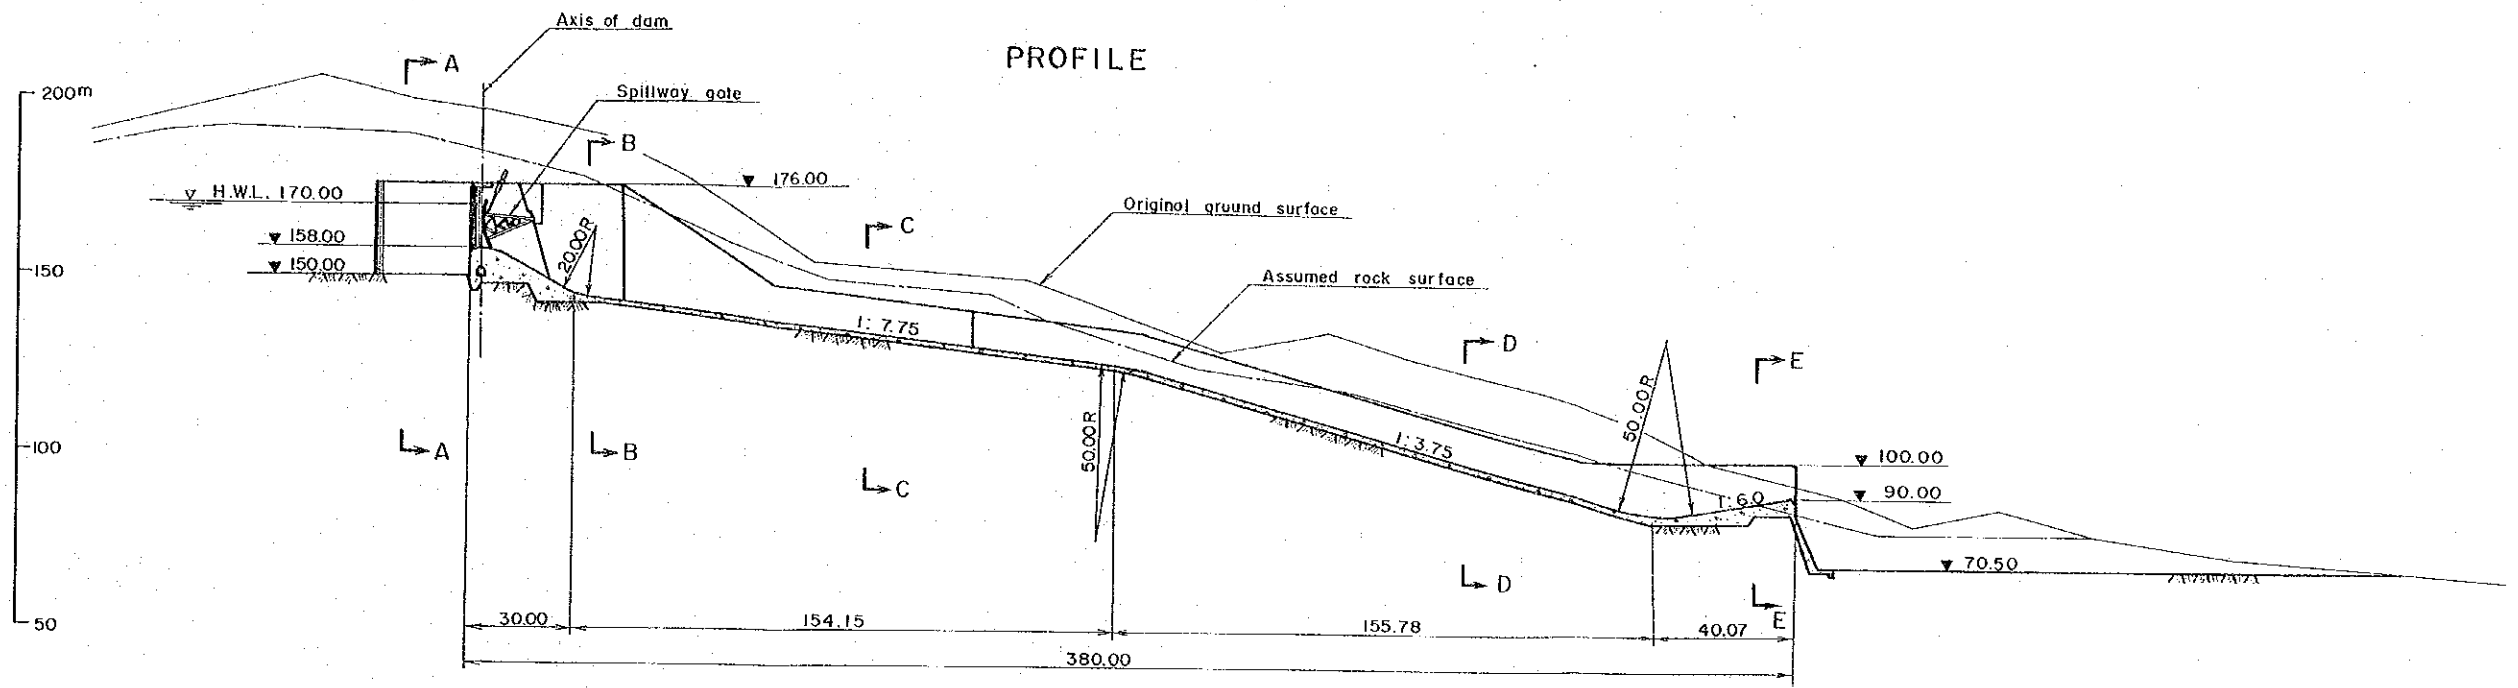 Axis of dam
PROFILE
A
200m
Spillway gate
B
176.00
H.W.L. 170.00
Original ground surface
C
158.00
20.00R
150.00
150
Assumed rock surface
1: 7.75
D
E
50.00R
100
A
B
50.00R
1: 3.75
100.00
C
90.00
1: 6.0
70.50
D
50
30.00
154.15
155.78
40.07
E
380.00